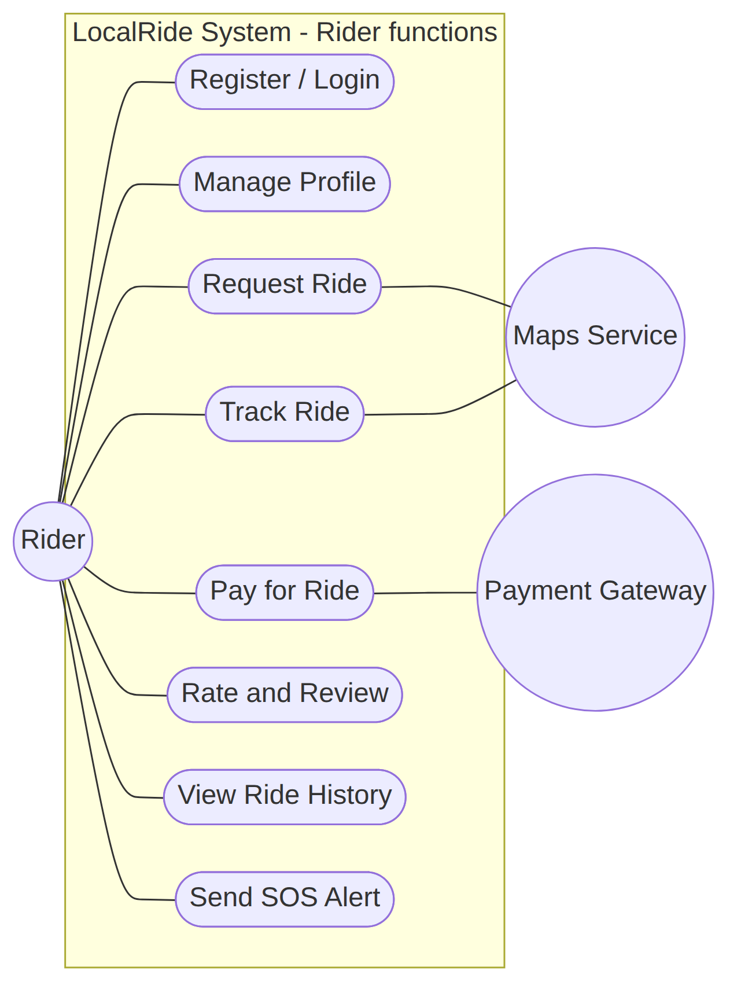 LocalRide System - Rider functions
Register / Login
Manage Profile
Request Ride
Maps Service
Track Ride
Rider
Pay for Ride
Payment Gateway
Rate and Review
View Ride History
Send SOS Alert